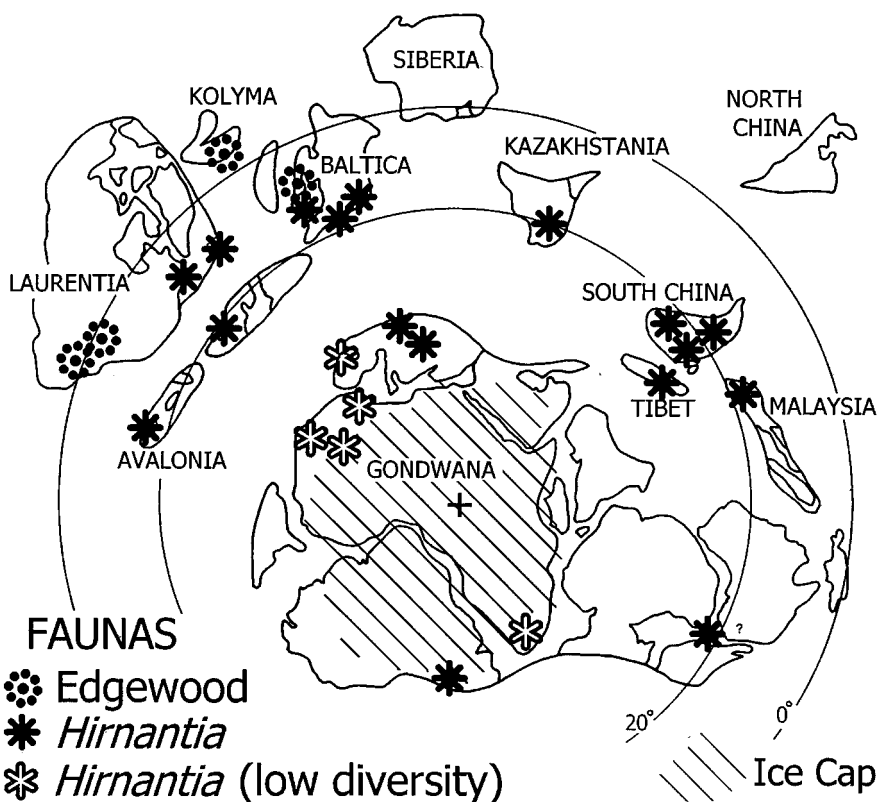 SIBERIA
KOLYMA
NORTH
CHINA
KAZAKHSTANIA
BALTICA
LAURENTIA
SOUTH CHINA
TIBET
MALAYSIA
AVALONIA
GONDWANA
+
?
20°
0°
FAUNAS
Edgewood
Hirnantia
Hirnantia (low diversity)
Ice Cap